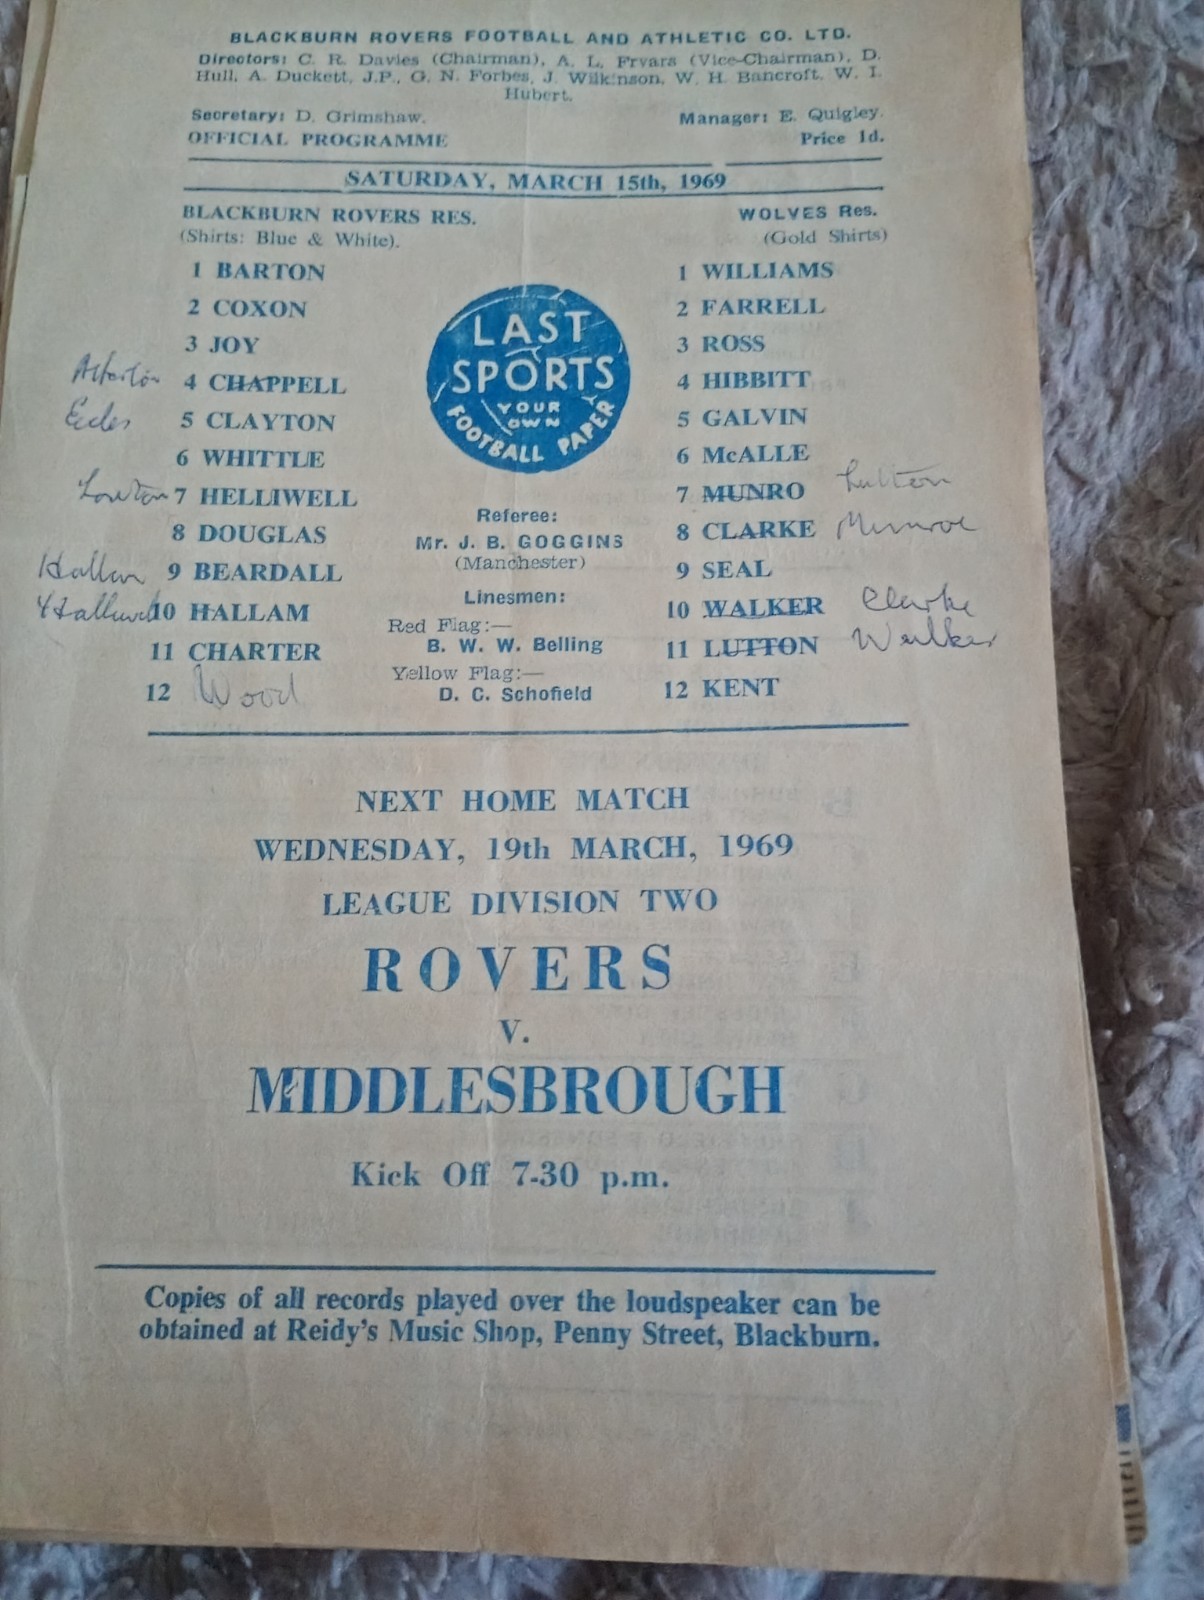 BLACKBURN ROVERS FOOTBALL AND ATHLETIC CO. LTD.
Directors: C. R. Davies (Chairman), A. L. Fryars (Vice-Chairman), D.
Hull, A. Duckett, J.P., G. N. Forbes, J. Wilkinson, W. H. Bancroft, W. I.
Hubert.
Secretary: D. Grimshaw. Manager: E. Quigley.
OFFICIAL PROGRAMME Price 1d.
SATURDAY, MARCH 15th, 1969
BLACKBURN ROVERS RES. WOLVES Res.
(Shirts: Blue & White). (Gold Shirts)
1 BARTON
2 COXON
3 JOY
4 CHAPPELL
Eccles 5 CLAYTON
6 WHITTLE
7 HELLIWELL
8 DOUGLAS
Hallam 9 BEARDALL
10 HALLAM
11 CHARTER
12 Wood
LAST
SPORTS
YOUR
OWN
FOOTBALL PAPER
Referee:
Mr. J. B. GOGGINS
(Manchester)
Linesmen:
Red Flag:—
B. W. W. Belling
Yellow Flag:—
D. C. Schofield
1 WILLIAMS
2 FARRELL
3 ROSS
4 HIBBITT
5 GALVIN
6 McALLE
7 MUNRO Lutton
8 CLARKE Munroe
9 SEAL
10 WALKER Clarke
11 LUTTON Walker
12 KENT
NEXT HOME MATCH
WEDNESDAY, 19th MARCH, 1969
LEAGUE DIVISION TWO
ROVERS
V.
MIDDLESBROUGH
Kick Off 7-30 p.m.
Copies of all records played over the loudspeaker can be
obtained at Reidy's Music Shop, Penny Street, Blackburn.